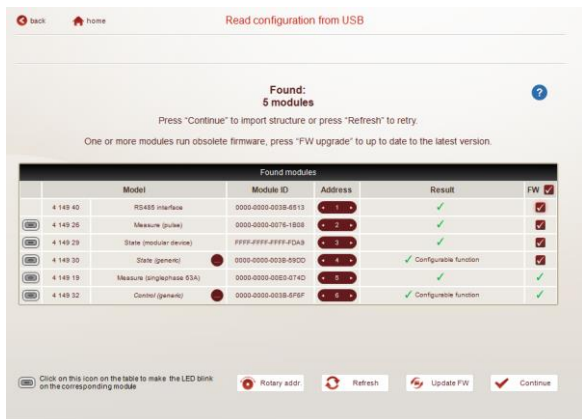 back home Read configuration from USB
Found:
5 modules
Press "Continue" to import structure or press "Refresh" to retry.
One or more modules run obsolete firmware, press "FW upgrade" to up to date to the latest version.
Found modules
Model Module ID Address Result FW
4 149 40 RS485 interface 0000-0000-003B-6513 1
4 149 26 Measure (pulse) 0000-0000-0076-1B08 2
4 149 29 State (modular device) FFFF-FFFF-FFFF-FDA9 3
4 149 30 State (generic) ... 0000-0000-003B-59DD 4 Configurable function
4 149 19 Measure (singlephase 63A) 0000-0000-00E0-074D 5
4 149 32 Control (generic) ... 0000-0000-003B-5F6F 6 Configurable function
Click on this icon on the table to make the LED blink
on the corresponding module
Rotary addr. Refresh Update FW Continue